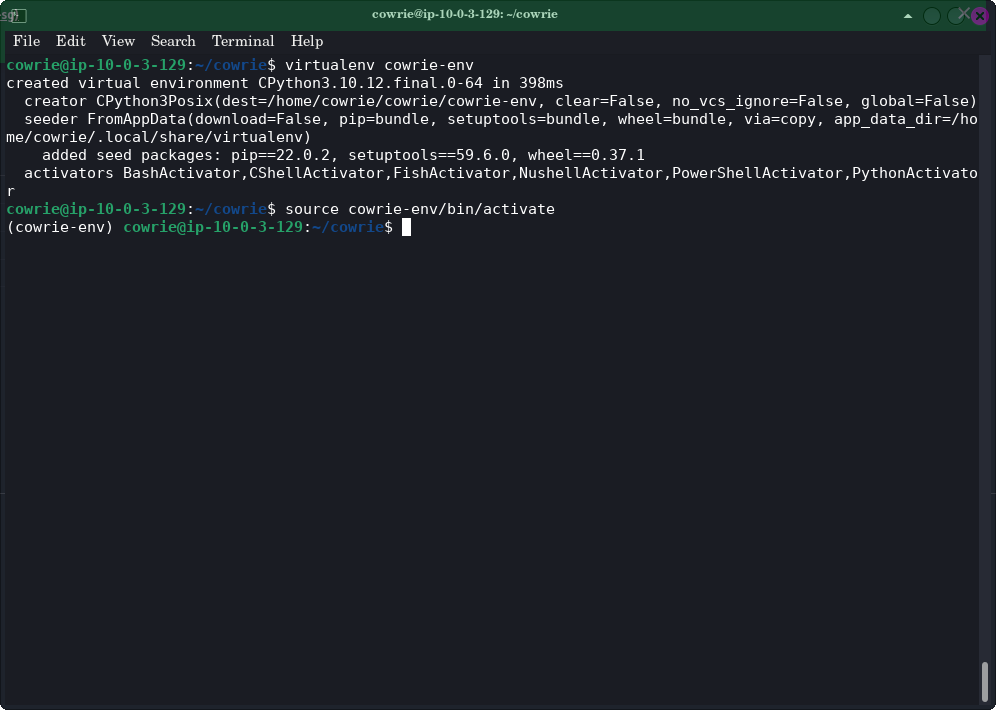 cowrie@ip-10-0-3-129: ~/cowrie
File Edit View Search Terminal Help
cowrie@ip-10-0-3-129:~/cowrie$ virtualenv cowrie-env
created virtual environment CPython3.10.12.final.0-64 in 398ms
  creator CPython3Posix(dest=/home/cowrie/cowrie/cowrie-env, clear=False, no_vcs_ignore=False, global=False)
  seeder FromAppData(download=False, pip=bundle, setuptools=bundle, wheel=bundle, via=copy, app_data_dir=/ho
me/cowrie/.local/share/virtualenv)
    added seed packages: pip==22.0.2, setuptools==59.6.0, wheel==0.37.1
  activators BashActivator,CShellActivator,FishActivator,NushellActivator,PowerShellActivator,PythonActivato
r
cowrie@ip-10-0-3-129:~/cowrie$ source cowrie-env/bin/activate
(cowrie-env) cowrie@ip-10-0-3-129:~/cowrie$